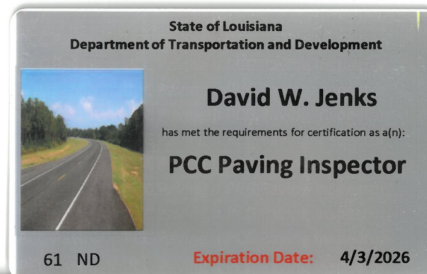 State of Louisiana
Department of Transportation and Development
David W. Jenks
has met the requirements for certification as a(n):
PCC Paving Inspector
61 ND
Expiration Date: 4/3/2026